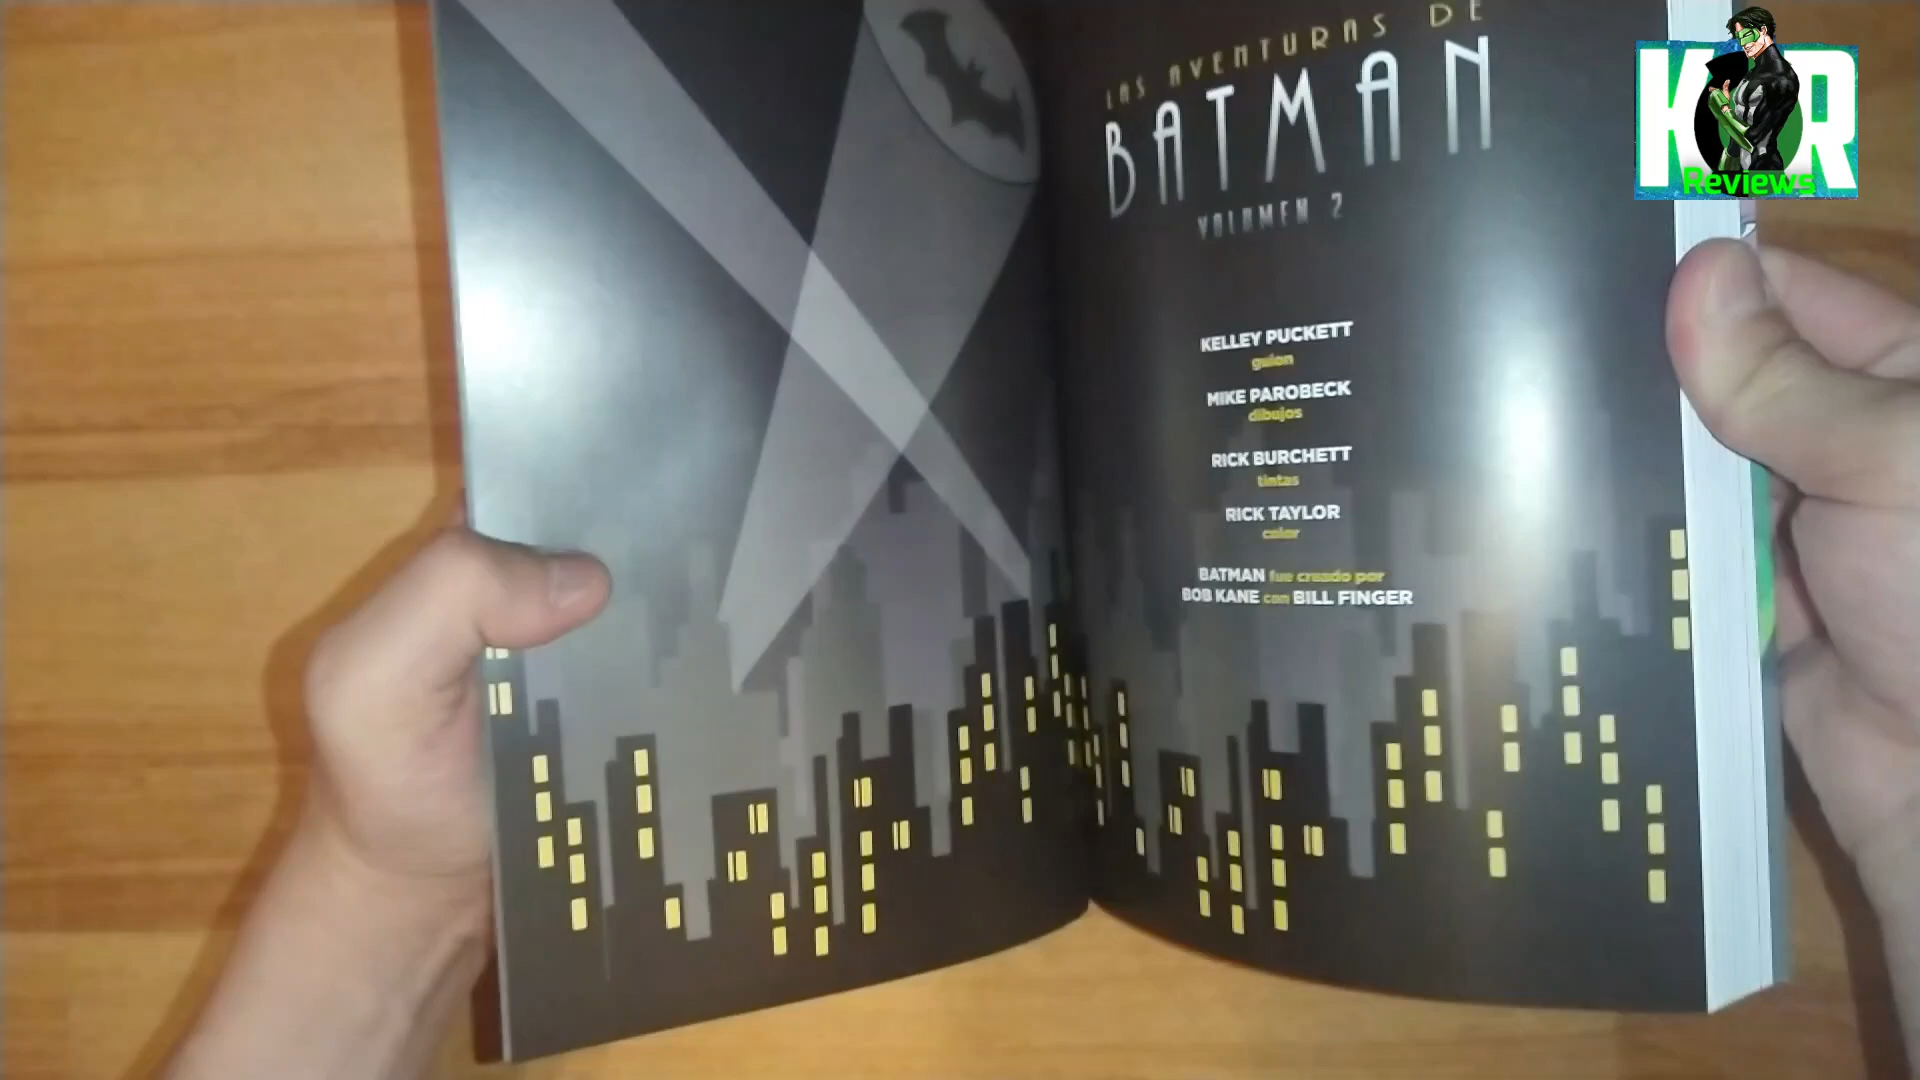 LAS AVENTURAS DE
BATMAN
VOLUMEN 2
KELLEY PUCKETT
guion
MIKE PAROBECK
dibujos
RICK BURCHETT
tintas
RICK TAYLOR
color
BATMAN fue creado por
BOB KANE con BILL FINGER
K R
Reviews